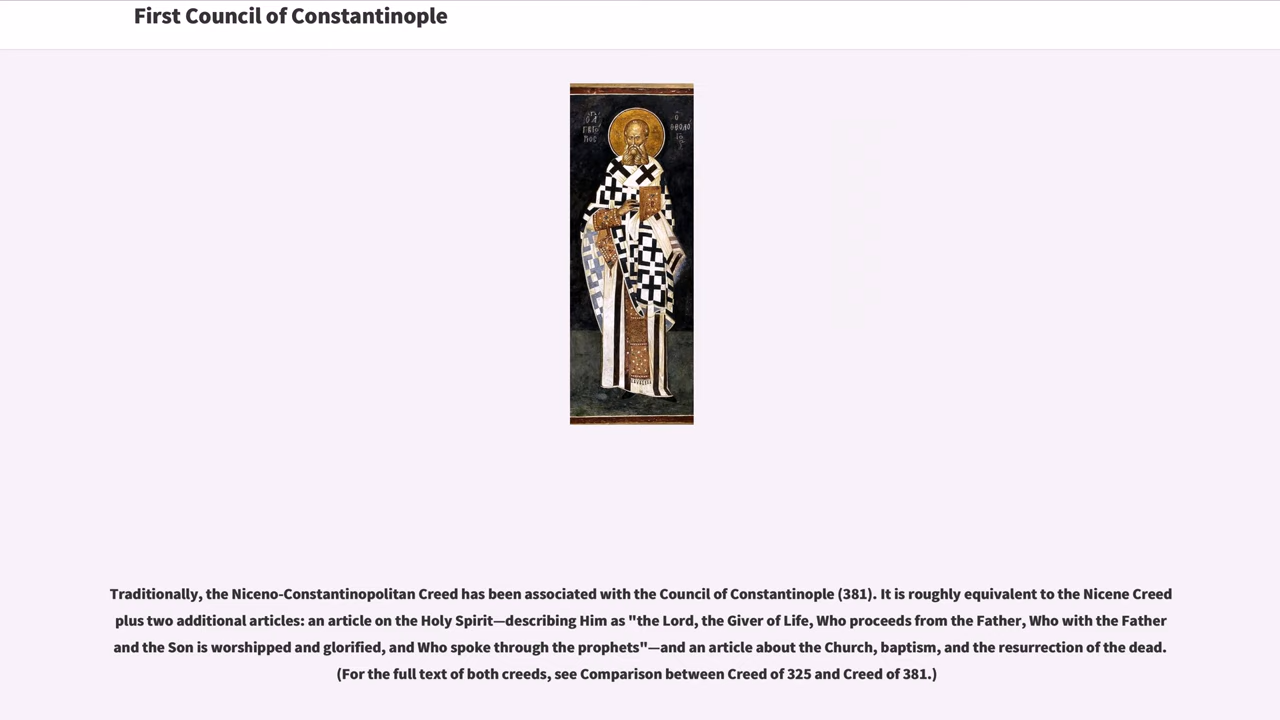 First Council of Constantinople
Traditionally, the Niceno-Constantinopolitan Creed has been associated with the Council of Constantinople (381). It is roughly equivalent to the Nicene Creed
plus two additional articles: an article on the Holy Spirit—describing Him as "the Lord, the Giver of Life, Who proceeds from the Father, Who with the Father
and the Son is worshipped and glorified, and Who spoke through the prophets"—and an article about the Church, baptism, and the resurrection of the dead.
(For the full text of both creeds, see Comparison between Creed of 325 and Creed of 381.)